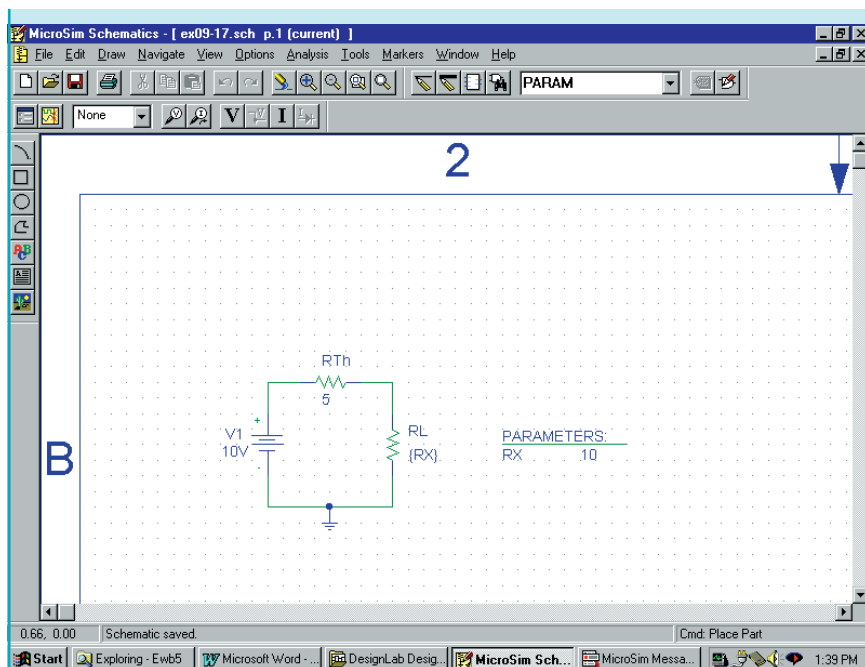 MicroSim Schematics - [ ex09-17.sch p.1 (current) ]
File Edit Draw Navigate View Options Analysis Tools Markers Window Help
PARAM
None
V I
2
ABC
RTh
5
V1
10V
+
-
RL
{RX}
PARAMETERS:
RX 10
B
0.66, 0.00 Schematic saved. Cmd: Place Part
Start Exploring - Ewb5 Microsoft Word - ... DesignLab Desig... MicroSim Sch... MicroSim Messa... 1:39 PM